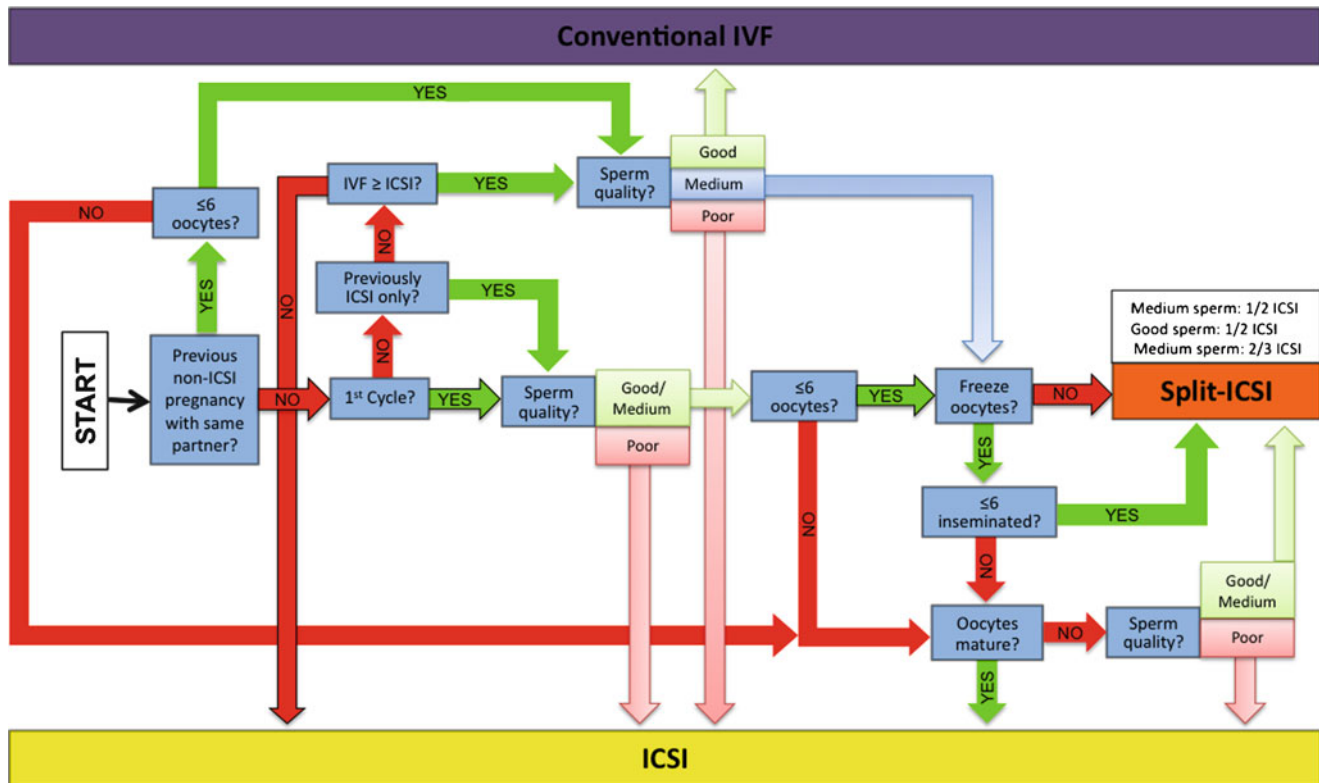 Conventional IVF
YES
≤6
oocytes?
NO
YES
START
Previous
non-ICSI
pregnancy
with same
partner?
NO
1st Cycle?
NO
Previously
ICSI only?
NO
IVF ≥ ICSI?
NO
YES
Sperm
quality?
Good
Medium
Poor
YES
YES
Sperm
quality?
Good/
Medium
Poor
≤6
oocytes?
YES
NO
Freeze
oocytes?
NO
YES
Medium sperm: 1/2 ICSI
Good sperm: 1/2 ICSI
Medium sperm: 2/3 ICSI
Split-ICSI
≤6
inseminated?
YES
NO
Oocytes
mature?
NO
YES
Sperm
quality?
Good/
Medium
Poor
ICSI